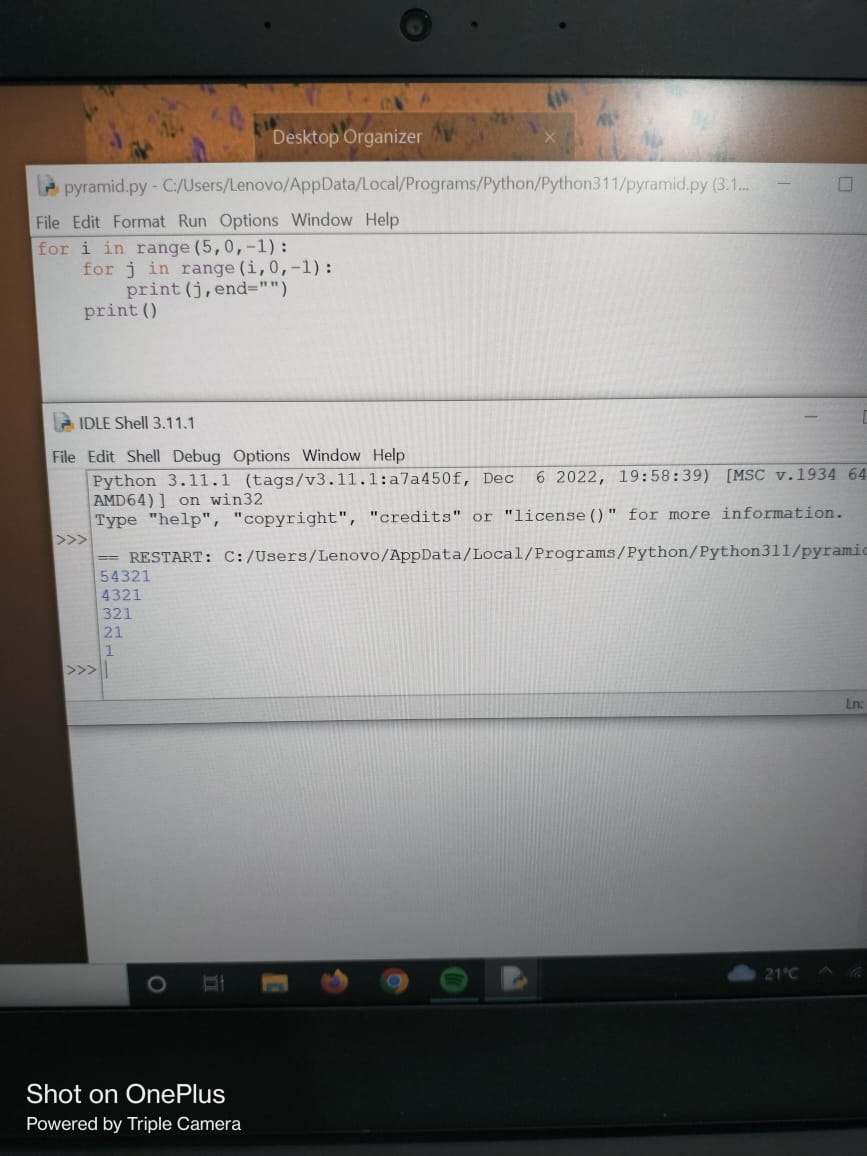 Desktop Organizer ×
pyramid.py - C:/Users/Lenovo/AppData/Local/Programs/Python/Python311/pyramid.py (3.1...
File Edit Format Run Options Window Help
for i in range(5,0,-1):
    for j in range(i,0,-1):
        print(j,end="")
    print()
IDLE Shell 3.11.1
File Edit Shell Debug Options Window Help
Python 3.11.1 (tags/v3.11.1:a7a450f, Dec  6 2022, 19:58:39) [MSC v.1934 64
AMD64)] on win32
Type "help", "copyright", "credits" or "license()" for more information.
>>>
== RESTART: C:/Users/Lenovo/AppData/Local/Programs/Python/Python311/pyramid
54321
4321
321
21
1
>>>
Ln:
21°C
Shot on OnePlus
Powered by Triple Camera